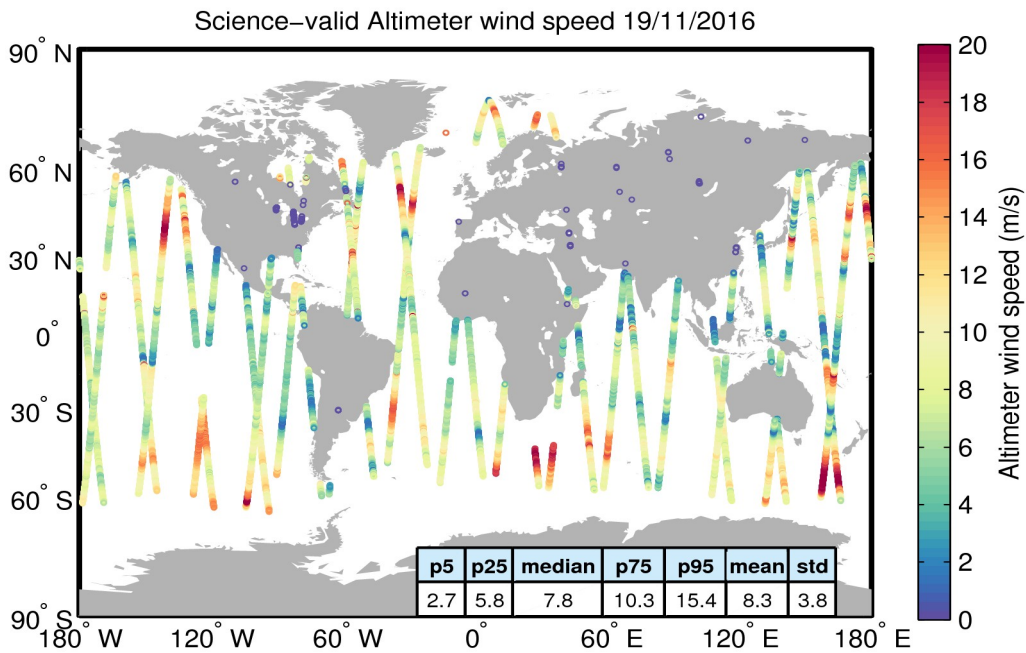 Science−valid Altimeter wind speed 19/11/2016
90° N
60° N
30° N
0°
30° S
60° S
90° S
180° W
120° W
60° W
0°
60° E
120° E
180° E
p5 p25 median p75 p95 mean std
2.7 5.8 7.8 10.3 15.4 8.3 3.8
20
18
16
14
12
10
8
6
4
2
0
Altimeter wind speed (m/s)